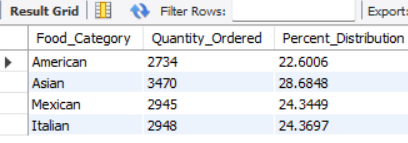 Result Grid Filter Rows: Export:
Food_Category Quantity_Ordered Percent_Distribution
American 2734 22.6006
Asian 3470 28.6848
Mexican 2945 24.3449
Italian 2948 24.3697